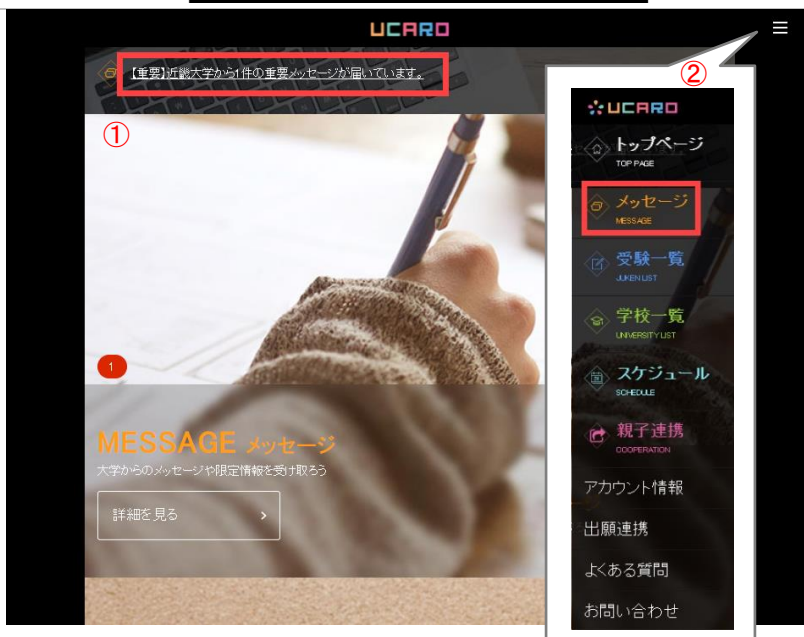 UCARO
【重要】近畿大学から1件の重要メッセージが届いています。
①
1
MESSAGE メッセージ
大学からのメッセージや限定情報を受け取ろう
詳細を見る
②
UCARO
トップページ
TOP PAGE
メッセージ
MESSAGE
受験一覧
JUKEN LIST
学校一覧
UNIVERSITY LIST
スケジュール
SCHEDULE
親子連携
COOPERATION
アカウント情報
出願連携
よくある質問
お問い合わせ